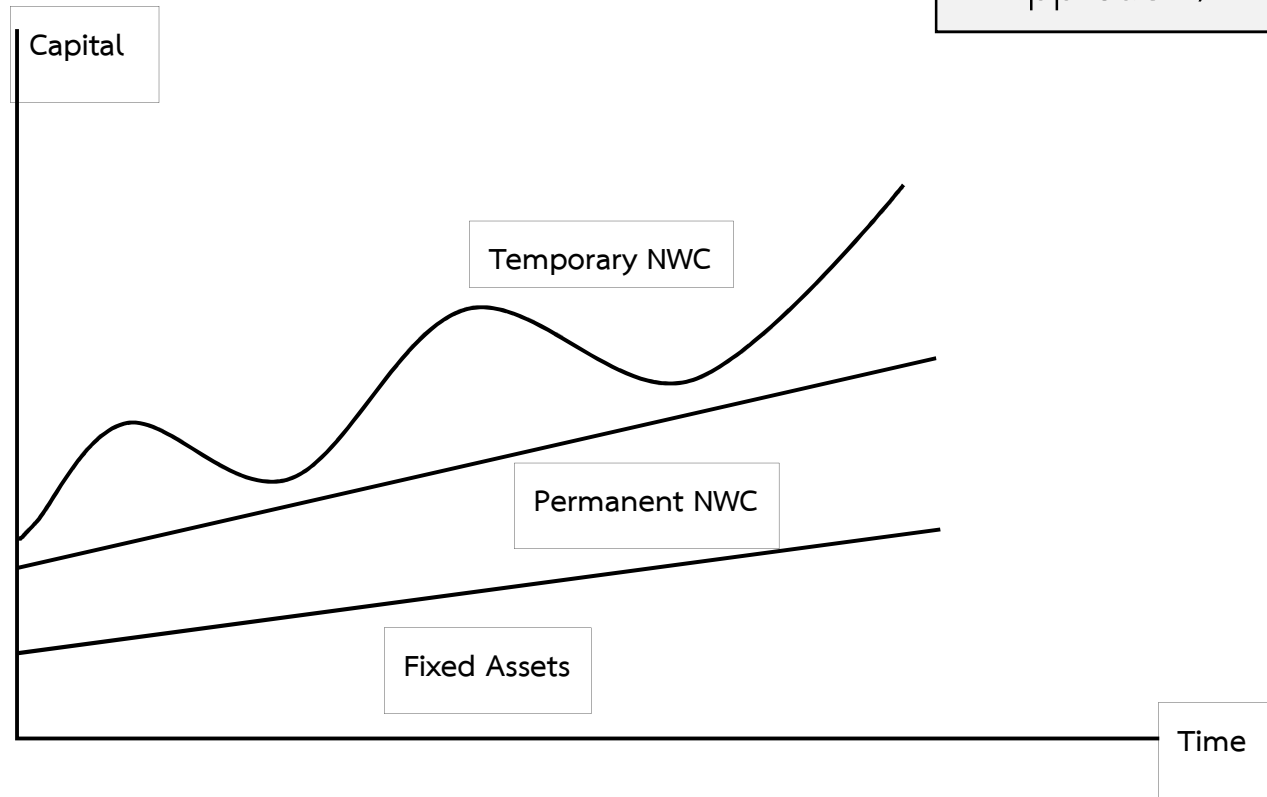 Capital
Temporary NWC
Permanent NWC
Fixed Assets
Time